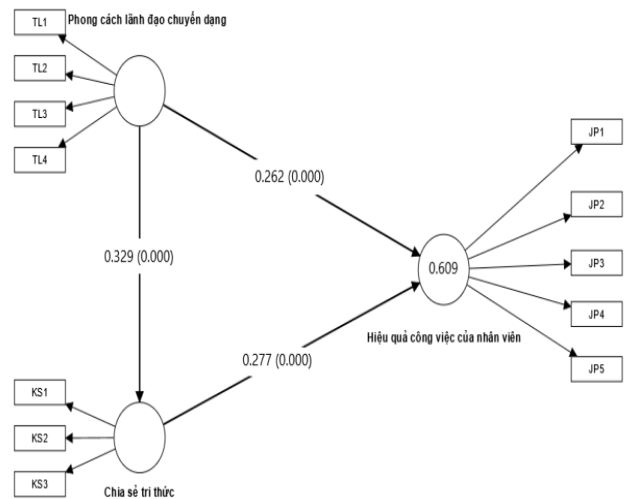 TL1
Phong cách lãnh đạo chuyển dạng
TL2
TL3
TL4
JP1
0.262 (0.000)
JP2
0.329 (0.000)
0.609
JP3
JP4
Hiệu quả công việc của nhân viên
0.277 (0.000)
JP5
KS1
KS2
KS3
Chia sẻ tri thức